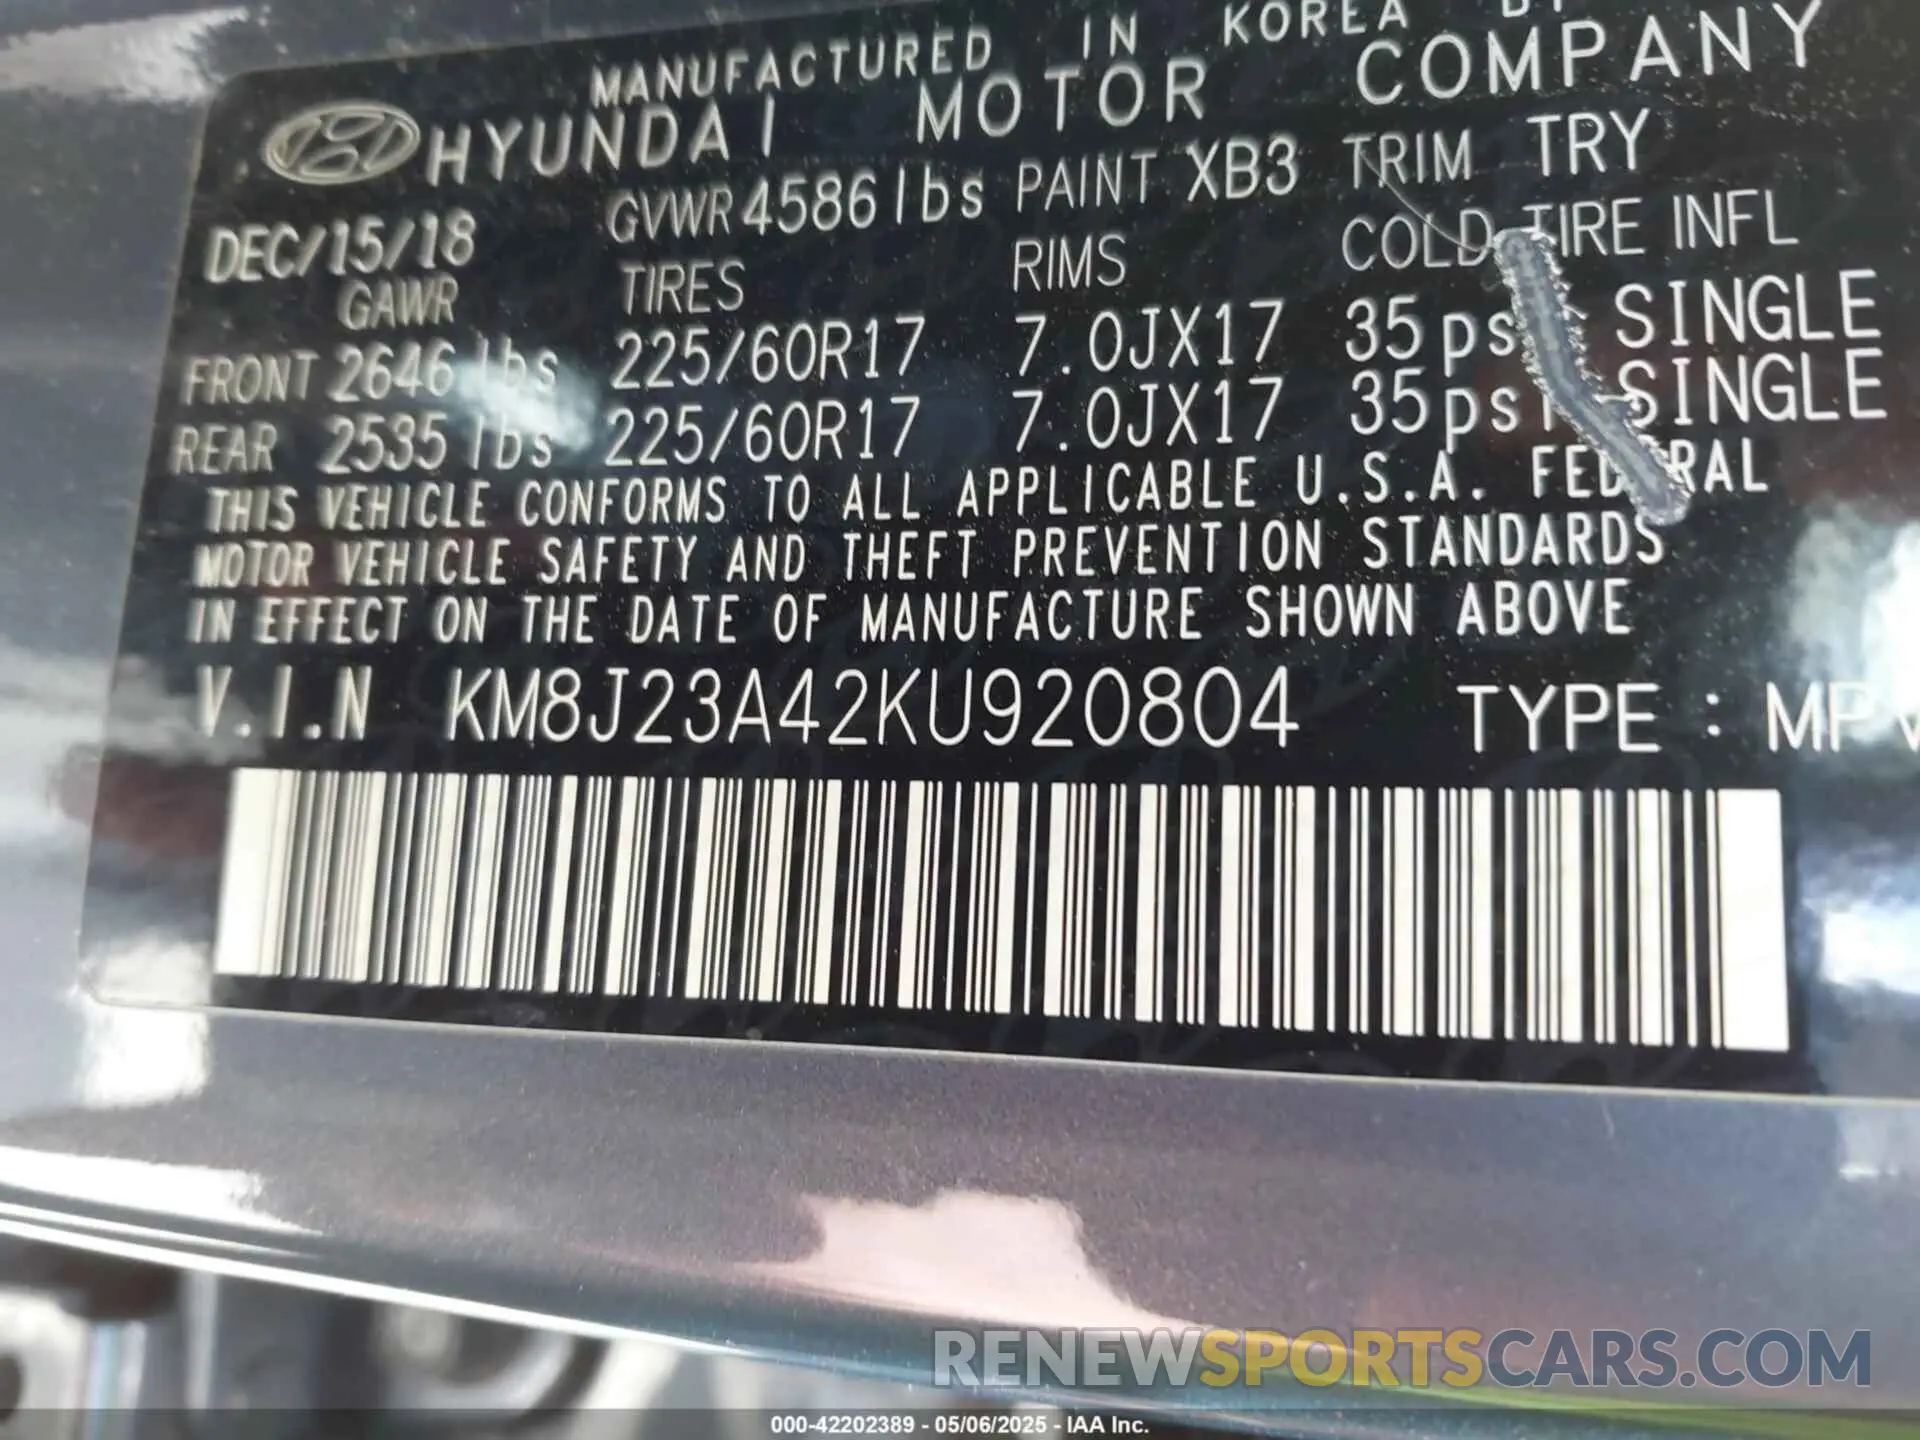 MANUFACTURED IN KOREA BY
HYUNDAI MOTOR COMPANY
DEC/15/18 GVWR 4586 lbs PAINT XB3 TRIM TRY
GAWR TIRES RIMS COLD TIRE INFL
FRONT 2646 lbs 225/60R17 7.0JX17 35psi SINGLE
REAR 2535 lbs 225/60R17 7.0JX17 35psi SINGLE
THIS VEHICLE CONFORMS TO ALL APPLICABLE U.S.A. FEDERAL
MOTOR VEHICLE SAFETY AND THEFT PREVENTION STANDARDS
IN EFFECT ON THE DATE OF MANUFACTURE SHOWN ABOVE
V.I.N KM8J23A42KU920804 TYPE : MPV
RENEWSPORTSCARS.COM
000-42202389 - 05/06/2025 - IAA Inc.